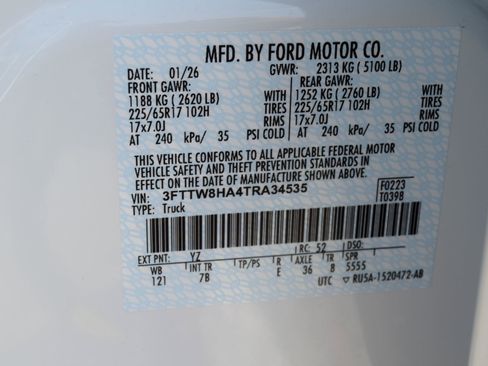 MFD. BY FORD MOTOR CO.
DATE: 01/26 GVWR: 2313 KG ( 5100 LB)
FRONT GAWR: REAR GAWR:
1188 KG ( 2620 LB) WITH 1252 KG ( 2760 LB) WITH
225/65R17 102H TIRES 225/65R17 102H TIRES
17x7.0J RIMS 17x7.0J RIMS
AT 240 kPa/ 35 PSI COLD AT 240 kPa/ 35 PSI COLD
THIS VEHICLE CONFORMS TO ALL APPLICABLE FEDERAL MOTOR
VEHICLE SAFETY AND THEFT PREVENTION STANDARDS IN
EFFECT ON THE DATE OF MANUFACTURE SHOWN ABOVE.
VIN: 3FTTW8HA4TRA34535 F0223
TYPE: Truck T039B
EXT PNT: YZ RC: 52 DSO:
WB INT TR TP/PS R AXLE TR SPR
121 7B E 36 8 5555
UTC ▽ RU5A-1520472-AB